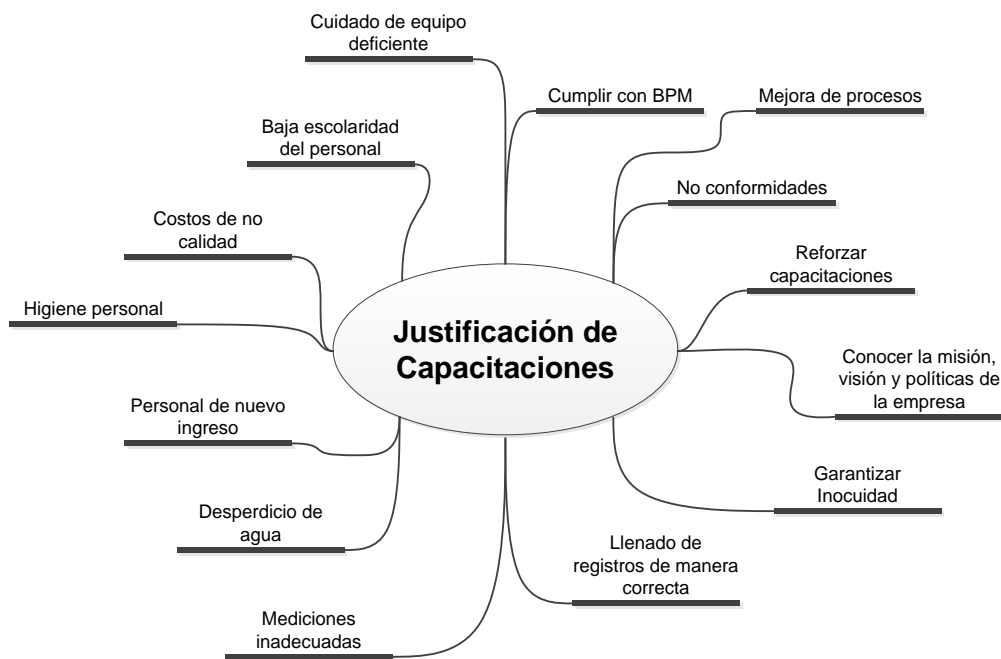 Cuidado de equipo
deficiente
Cumplir con BPM
Mejora de procesos
Baja escolaridad
del personal
No conformidades
Costos de no
calidad
Reforzar
capacitaciones
Higiene personal
Justificación de
Capacitaciones
Conocer la misión,
visión y políticas de
la empresa
Personal de nuevo
ingreso
Garantizar
Inocuidad
Desperdicio de
agua
Llenado de
registros de manera
correcta
Mediciones
inadecuadas